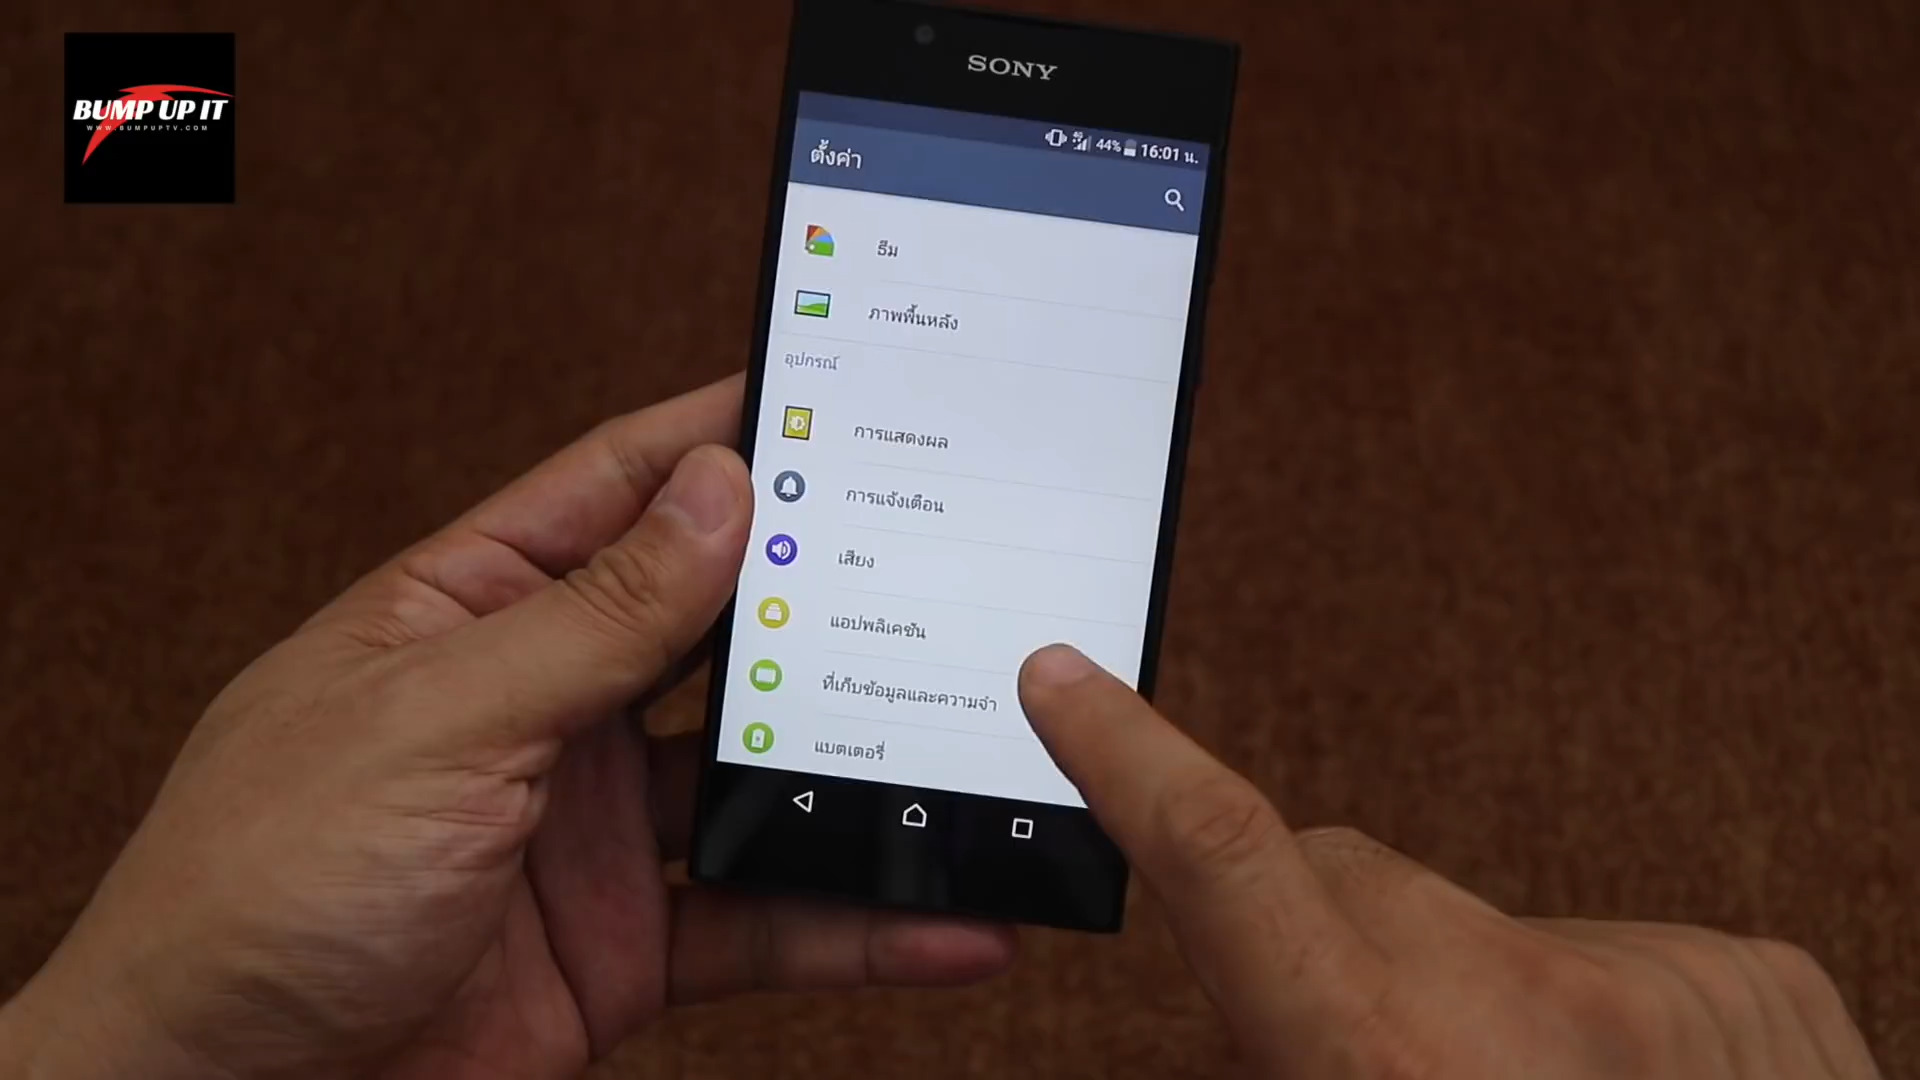 BUMP UP IT
WWW.BUMPUPTV.COM
SONY
4G 44% 16:01 น.
ตั้งค่า
ธีม
ภาพพื้นหลัง
อุปกรณ์
การแสดงผล
การแจ้งเตือน
เสียง
แอปพลิเคชัน
ที่เก็บข้อมูลและความจำ
แบตเตอรี่